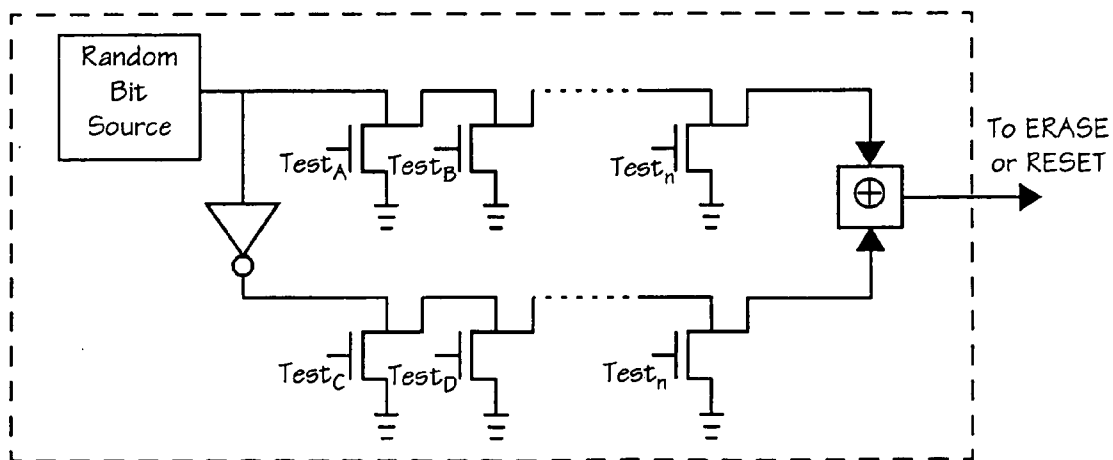 Random
Bit
Source
To ERASE
or RESET
Test_A
Test_B
Test_n
Test_C
Test_D
Test_n